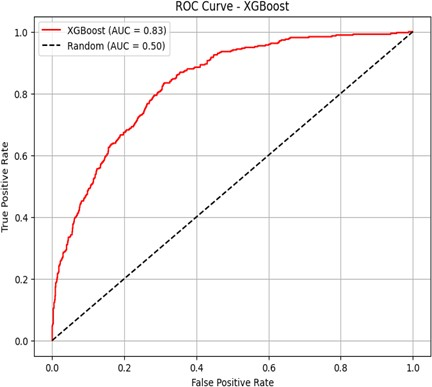 ROC Curve - XGBoost
XGBoost (AUC = 0.83)
Random (AUC = 0.50)
True Positive Rate
1.0
0.8
0.6
0.4
0.2
0.0
0.0 0.2 0.4 0.6 0.8 1.0
False Positive Rate